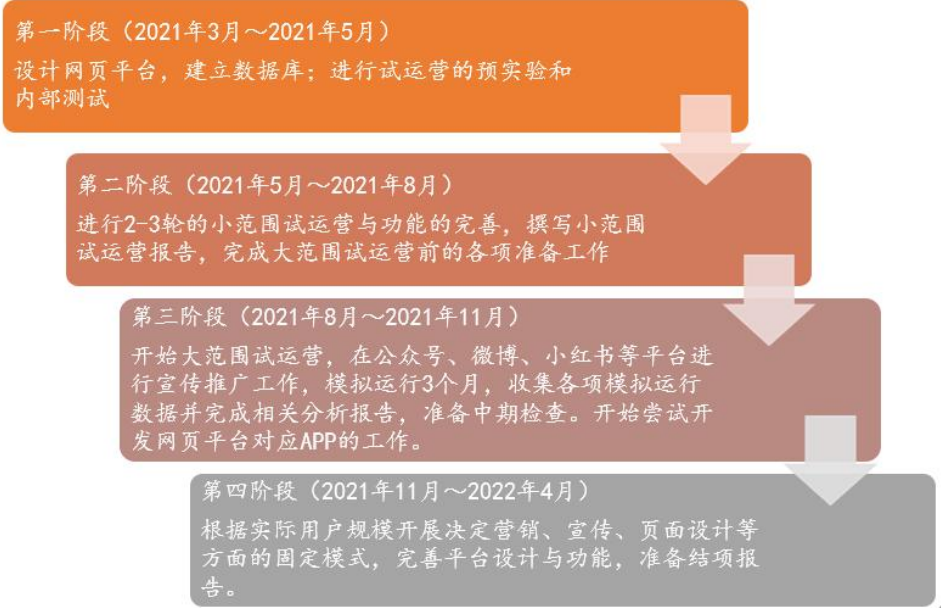 第一阶段（2021年3月～2021年5月）
设计网页平台，建立数据库；进行试运营的预实验和
内部测试
第二阶段（2021年5月～2021年8月）
进行2-3轮的小范围试运营与功能的完善，撰写小范围
试运营报告，完成大范围试运营前的各项准备工作
第三阶段（2021年8月～2021年11月）
开始大范围试运营，在公众号、微博、小红书等平台进
行宣传推广工作，模拟运行3个月，收集各项模拟运行
数据并完成相关分析报告，准备中期检查。开始尝试开
发网页平台对应APP的工作。
第四阶段（2021年11月～2022年4月）
根据实际用户规模开展决定营销、宣传、页面设计等
方面的固定模式，完善平台设计与功能，准备结项报
告。